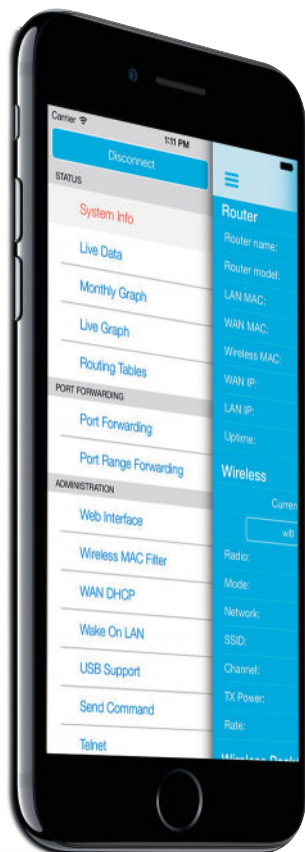 Carrier
1:11 PM
Disconnect
STATUS
System Info
Live Data
Monthly Graph
Live Graph
Routing Tables
PORT FORWARDING
Port Forwarding
Port Range Forwarding
ADMINISTRATION
Web Interface
Wireless MAC Filter
WAN DHCP
Wake On LAN
USB Support
Send Command
Telnet
Router
Router name:
Router model:
LAN MAC:
WAN MAC:
Wireless MAC:
WAN IP:
LAN IP:
Uptime:
Wireless
Radio:
Mode:
Network:
SSID:
Channel:
TX Power:
Rate:
Wireless